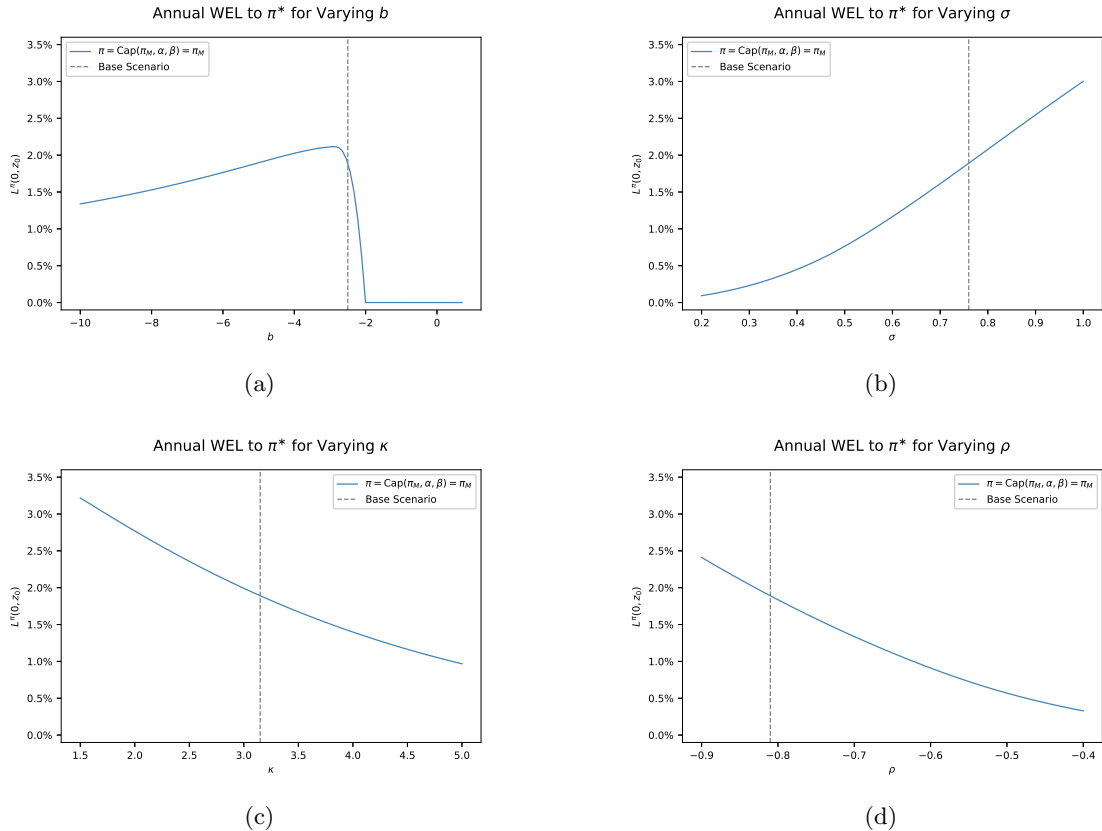 Annual WEL to π* for Varying b
3.5%
3.0%
2.5%
2.0%
1.5%
1.0%
0.5%
0.0%
L^π(0, z_0)
π = Cap(π_M, α, β) = π_M
Base Scenario
−10 −8 −6 −4 −2 0
b
(a)
Annual WEL to π* for Varying σ
3.5%
3.0%
2.5%
2.0%
1.5%
1.0%
0.5%
0.0%
L^π(0, z_0)
π = Cap(π_M, α, β) = π_M
Base Scenario
0.2 0.3 0.4 0.5 0.6 0.7 0.8 0.9 1.0
σ
(b)
Annual WEL to π* for Varying κ
3.5%
3.0%
2.5%
2.0%
1.5%
1.0%
0.5%
0.0%
L^π(0, z_0)
π = Cap(π_M, α, β) = π_M
Base Scenario
1.5 2.0 2.5 3.0 3.5 4.0 4.5 5.0
κ
(c)
Annual WEL to π* for Varying ρ
3.5%
3.0%
2.5%
2.0%
1.5%
1.0%
0.5%
0.0%
L^π(0, z_0)
π = Cap(π_M, α, β) = π_M
Base Scenario
−0.9 −0.8 −0.7 −0.6 −0.5 −0.4
ρ
(d)